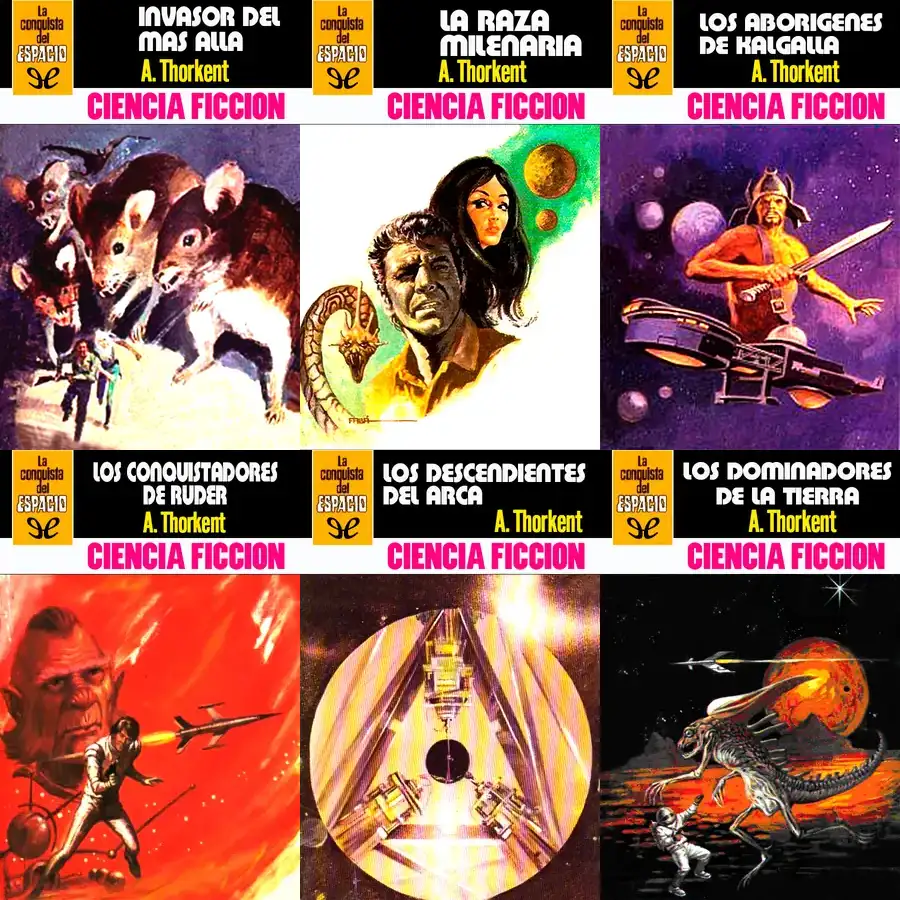 La
conquista
del
ESPACIO
INVASOR DEL
MAS ALLA
A. Thorkent
CIENCIA FICCION
La
conquista
del
ESPACIO
LA RAZA
MILENARIA
A. Thorkent
CIENCIA FICCION
La
conquista
del
ESPACIO
LOS ABORIGENES
DE KALGALLA
A. Thorkent
CIENCIA FICCION
La
conquista
del
ESPACIO
LOS CONQUISTADORES
DE RUDER
A. Thorkent
CIENCIA FICCION
La
conquista
del
ESPACIO
LOS DESCENDIENTES
DEL ARCA
A. Thorkent
CIENCIA FICCION
La
conquista
del
ESPACIO
LOS DOMINADORES
DE LA TIERRA
A. Thorkent
CIENCIA FICCION